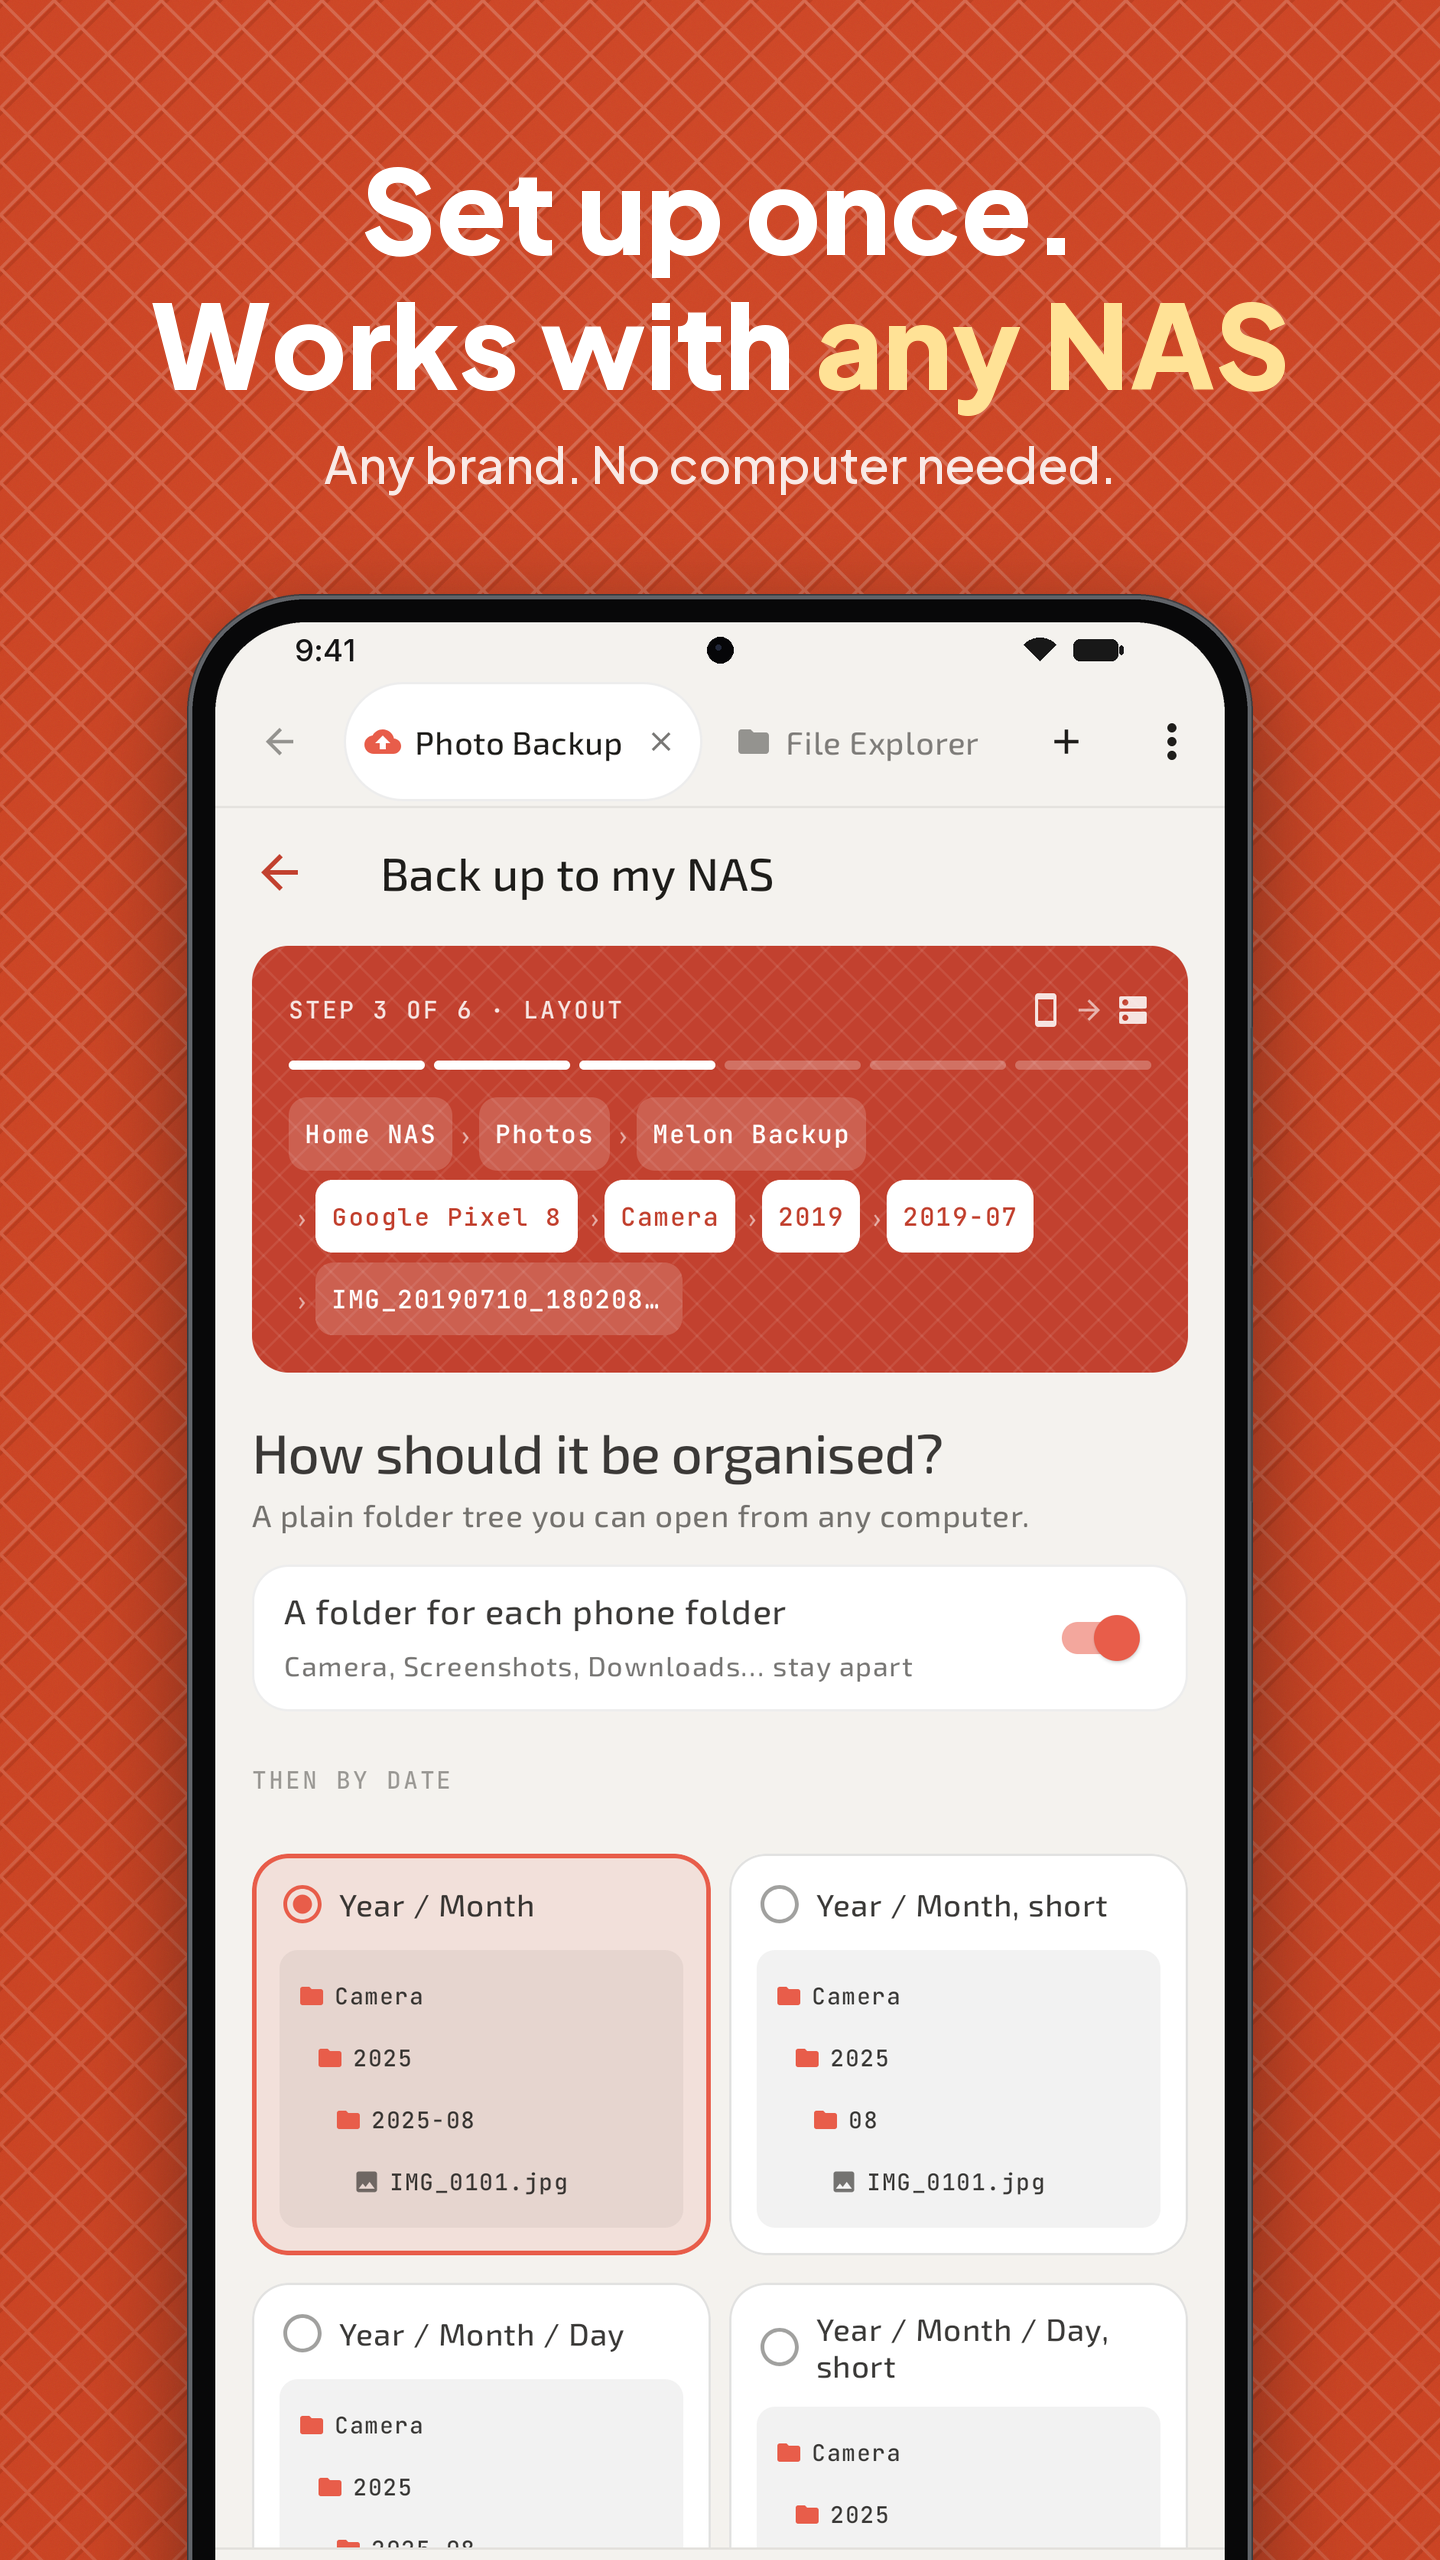 Set up once.
Works with any NAS
Any brand. No computer needed.
9:41
Photo Backup
File Explorer
Back up to my NAS
STEP 3 OF 6 · LAYOUT
Home NAS › Photos › Melon Backup
› Google Pixel 8 › Camera › 2019 › 2019-07
› IMG_20190710_180208…
How should it be organised?
A plain folder tree you can open from any computer.
A folder for each phone folder
Camera, Screenshots, Downloads... stay apart
THEN BY DATE
Year / Month
Camera
2025
2025-08
IMG_0101.jpg
Year / Month, short
Camera
2025
08
IMG_0101.jpg
Year / Month / Day
Camera
2025
2025-08
Year / Month / Day,
short
Camera
2025